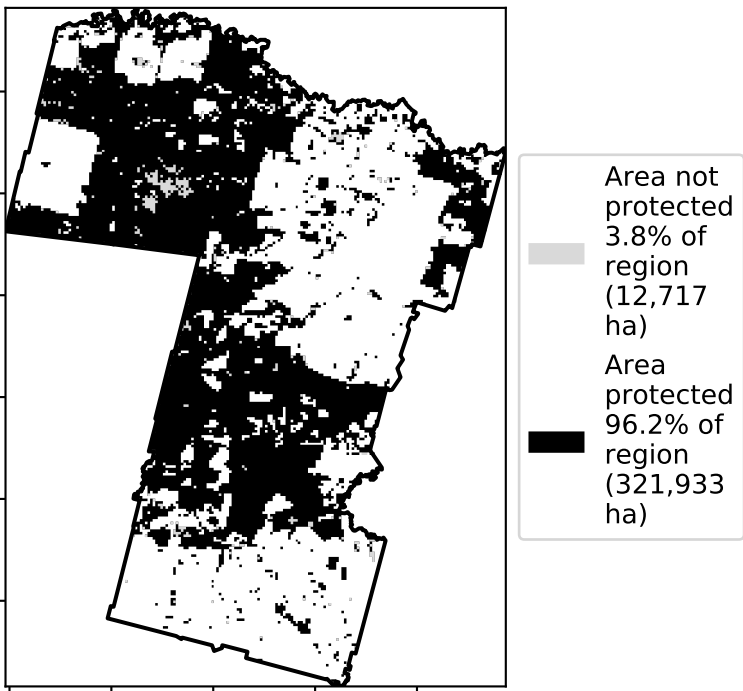 Area not
protected
3.8% of
region
(12,717
ha)
Area
protected
96.2% of
region
(321,933
ha)